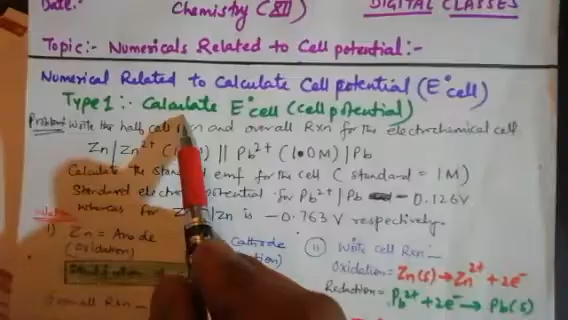 Date:-
Chemistry (XII)
DIGITAL CLASSES
Topic:- Numericals Related to Cell potential:-
Numerical Related to Calculate Cell potential (E°cell)
Type 1:- Calculate E°cell (cell potential)
Problem Write the half cell rxn and overall Rxn for the electrochemical cell
Zn/Zn²⁺ (1 M) || Pb²⁺ (1.0M)|Pb
Calculate the standard emf for the cell (standard = 1M)
Standard electrode potential for Pb²⁺/Pb - 0.126V
whereas for /Zn is -0.763 V respectively.
i) Zn = Anode
(Oxidation)
Cathode
(ii) Write cell Rxn -
Oxidation = Zn(s) → Zn²⁺ + 2e⁻
Reduction = Pb²⁺ + 2e⁻ → Pb(s)
Overall Rxn -